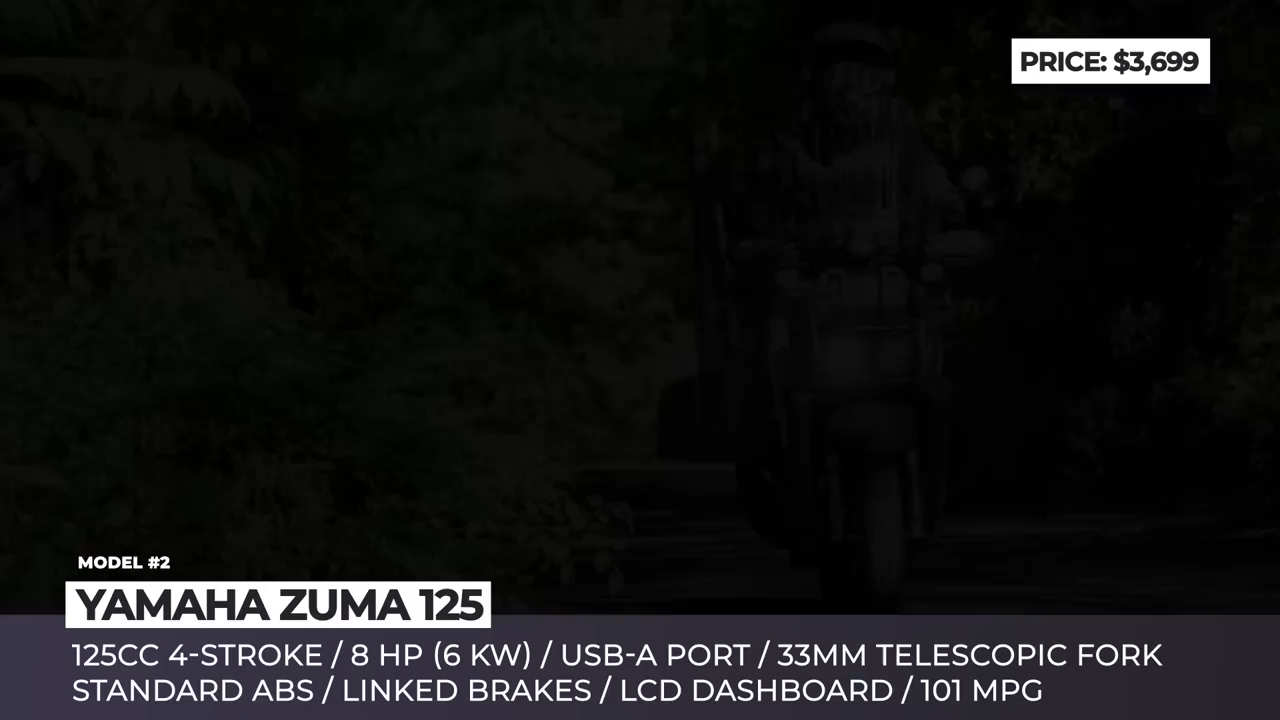 PRICE: $3,699
MODEL #2
YAMAHA ZUMA 125
125CC 4-STROKE / 8 HP (6 KW) / USB-A PORT / 33MM TELESCOPIC FORK
STANDARD ABS / LINKED BRAKES / LCD DASHBOARD / 101 MPG